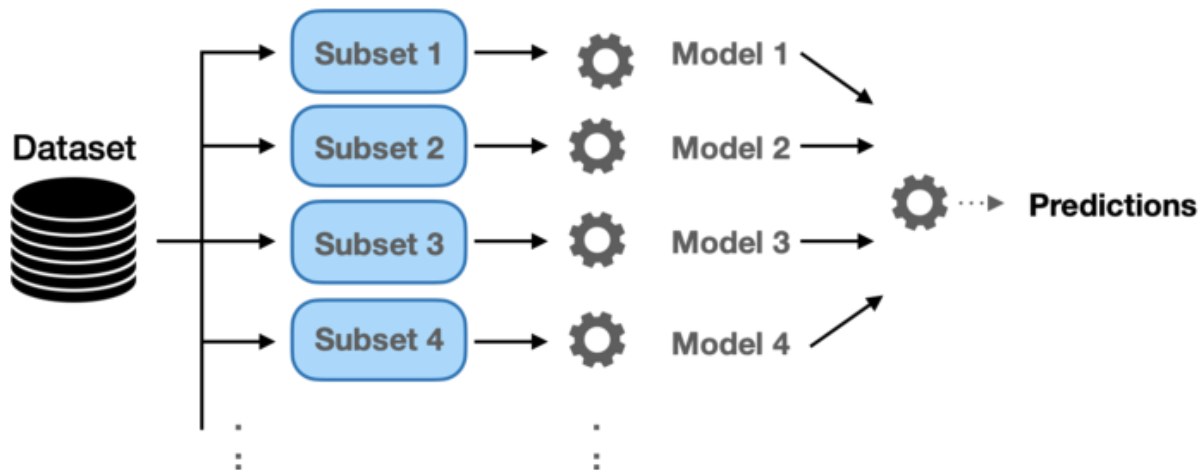 Subset 1
Model 1
Dataset
Subset 2
Model 2
Predictions
Subset 3
Model 3
Subset 4
Model 4